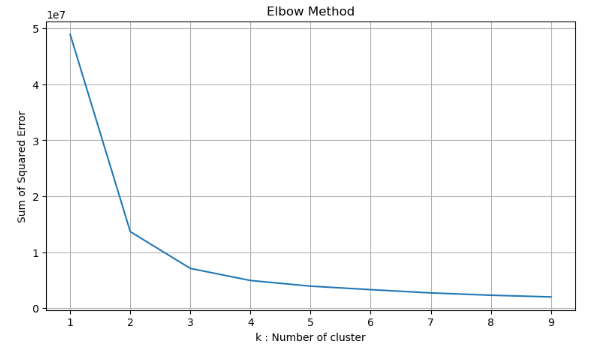 Elbow Method
1e7
5
4
3
2
1
0
Sum of Squared Error
1 2 3 4 5 6 7 8 9
k : Number of cluster